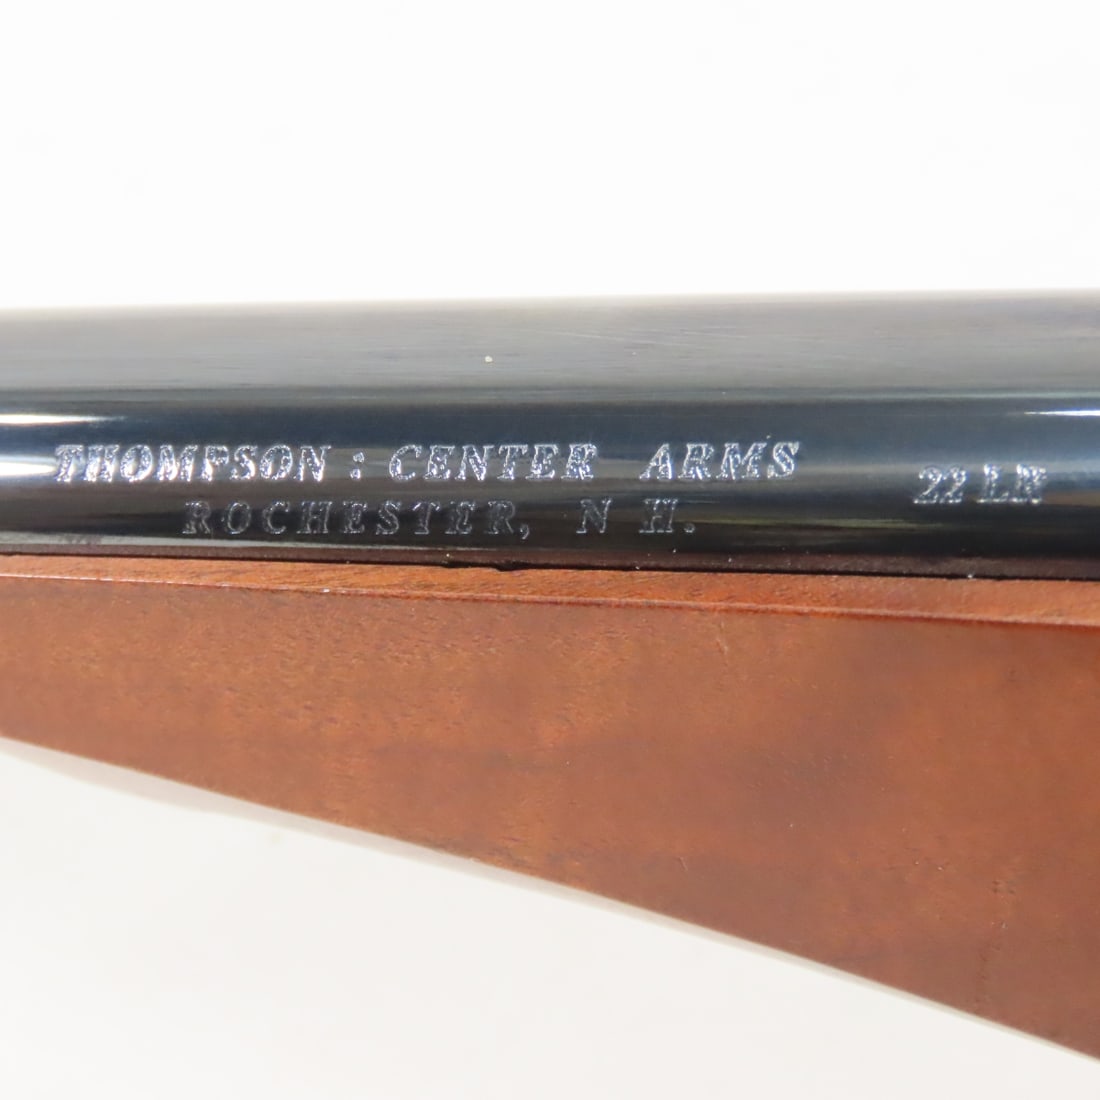 THOMPSON : CENTER ARMS
ROCHESTER, N H.
22 LR